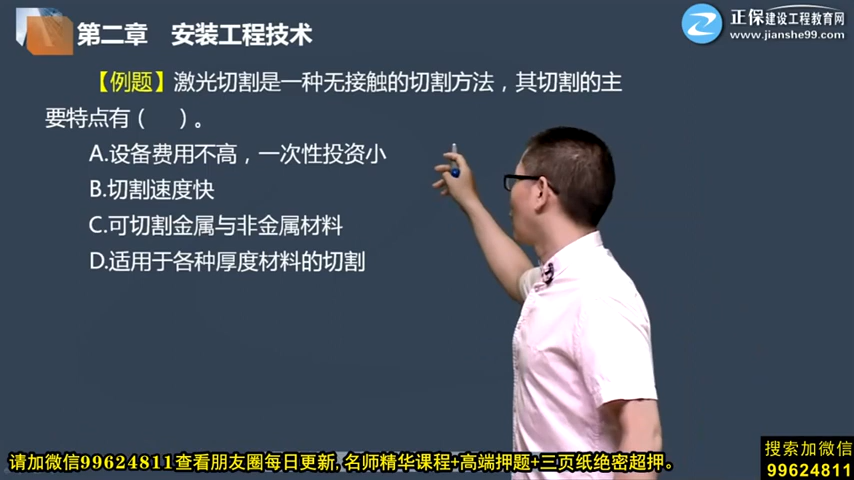 第二章 安装工程技术
正保建设工程教育网
www.jianshe99.com
【例题】激光切割是一种无接触的切割方法，其切割的主
要特点有（ ）。
A.设备费用不高，一次性投资小
B.切割速度快
C.可切割金属与非金属材料
D.适用于各种厚度材料的切割
请加微信99624811查看朋友圈每日更新,名师精华课程+高端押题+三页纸绝密超押。
搜索加微信
99624811